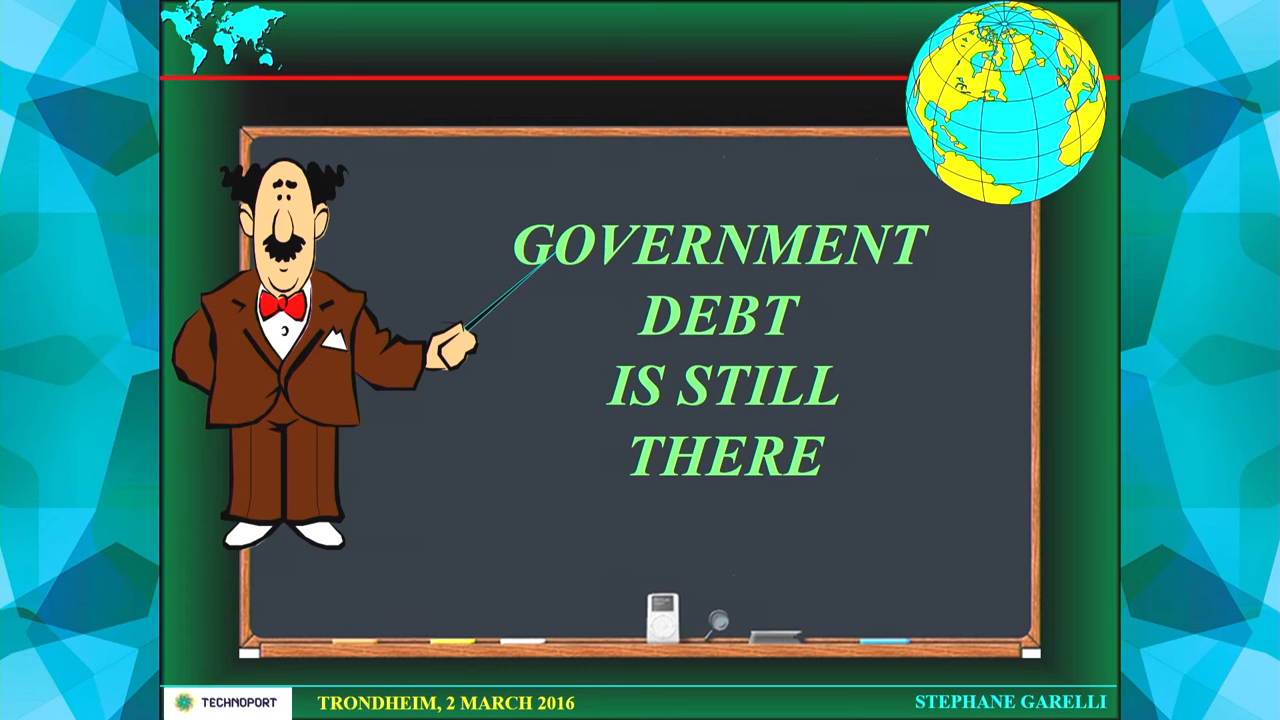 GOVERNMENT
DEBT
IS STILL
THERE
TECHNOPORT
TRONDHEIM, 2 MARCH 2016
STEPHANE GARELLI